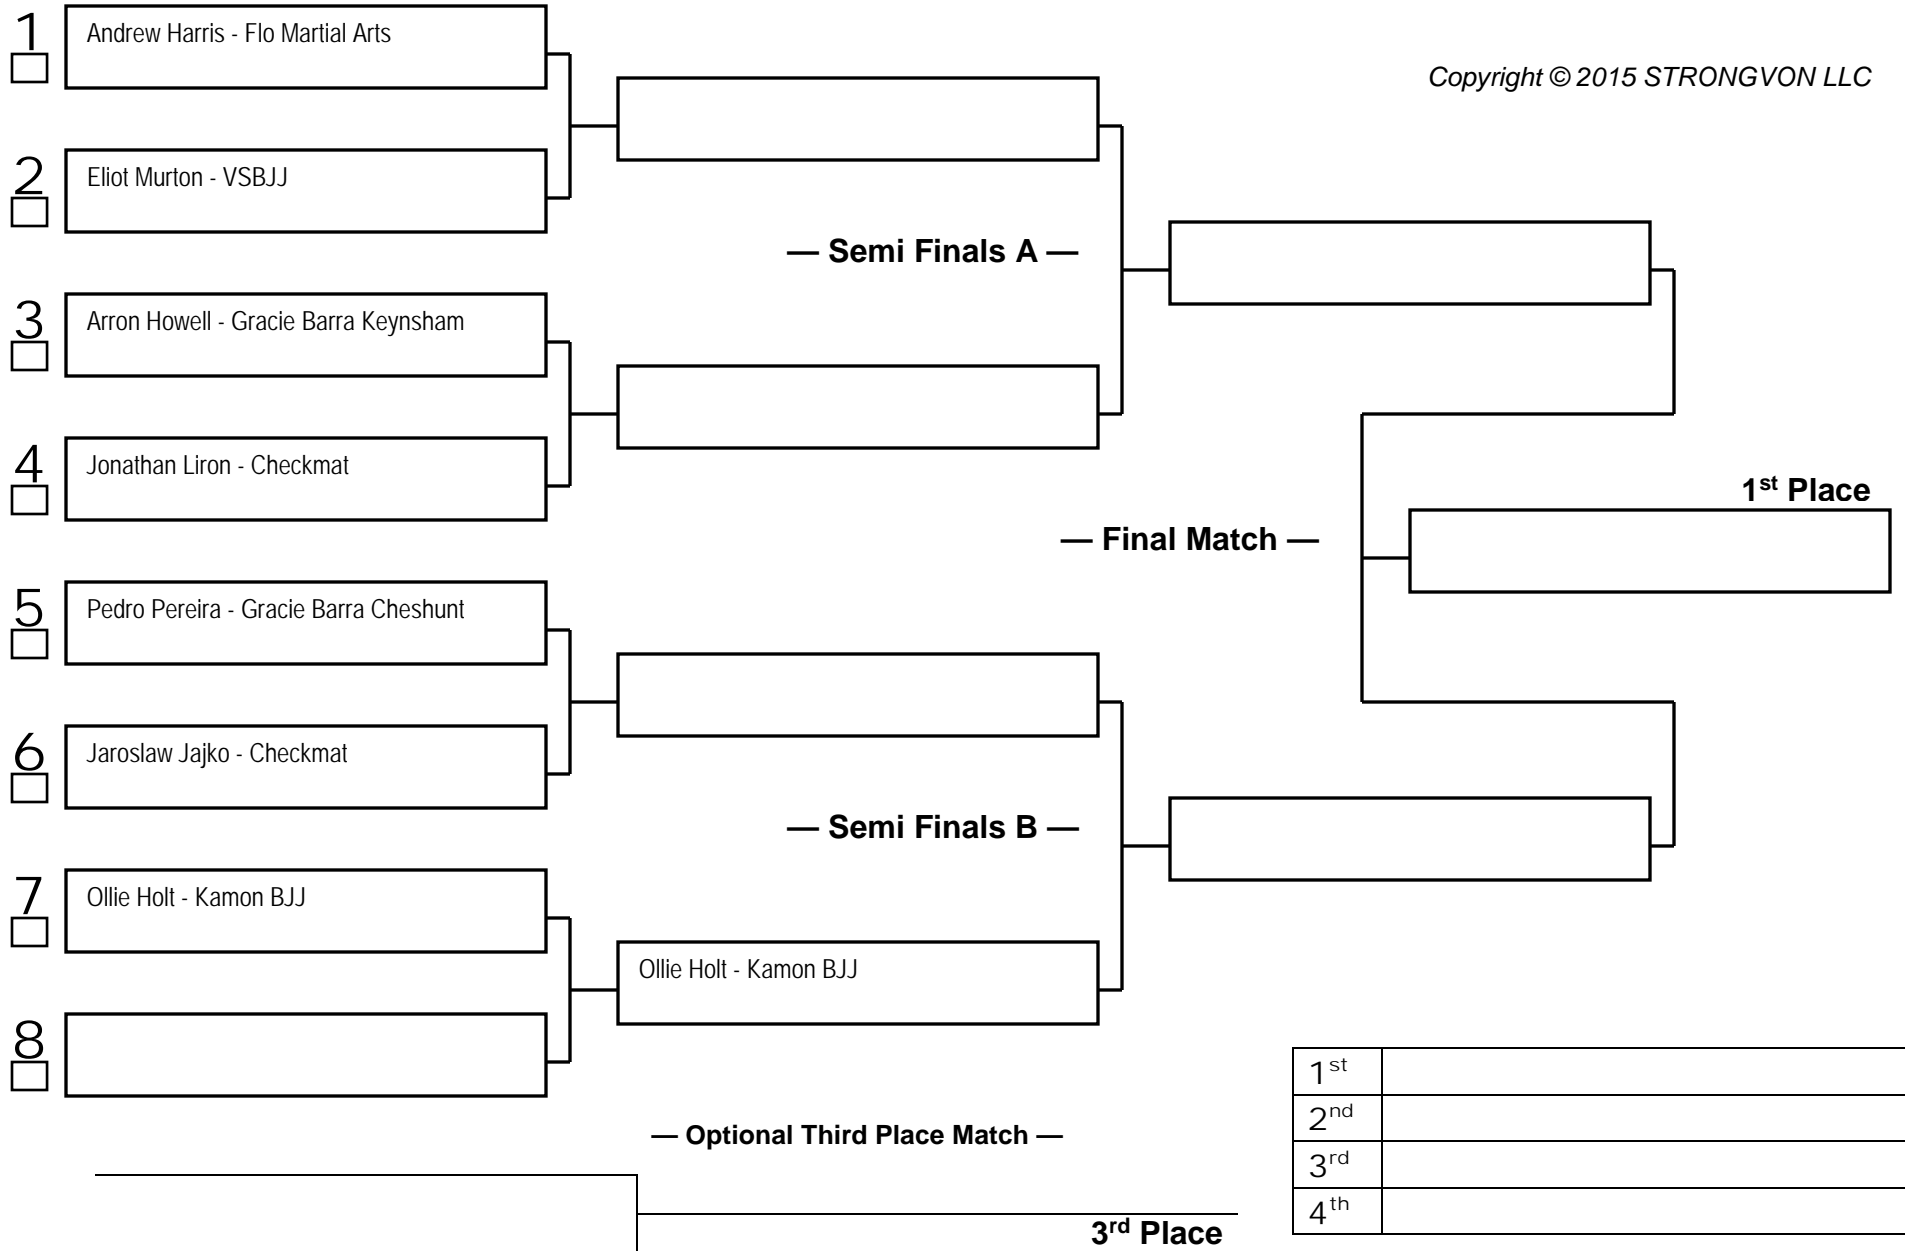 1
Andrew Harris - Flo Martial Arts
Copyright © 2015 STRONGVON LLC
2
Eliot Murton - VSBJJ
— Semi Finals A —
3
Arron Howell - Gracie Barra Keynsham
4
Jonathan Liron - Checkmat
1st Place
— Final Match —
5
Pedro Pereira - Gracie Barra Cheshunt
6
Jaroslaw Jajko - Checkmat
— Semi Finals B —
7
Ollie Holt - Kamon BJJ
Ollie Holt - Kamon BJJ
8
1st
2nd
3rd
4th
— Optional Third Place Match —
3rd Place